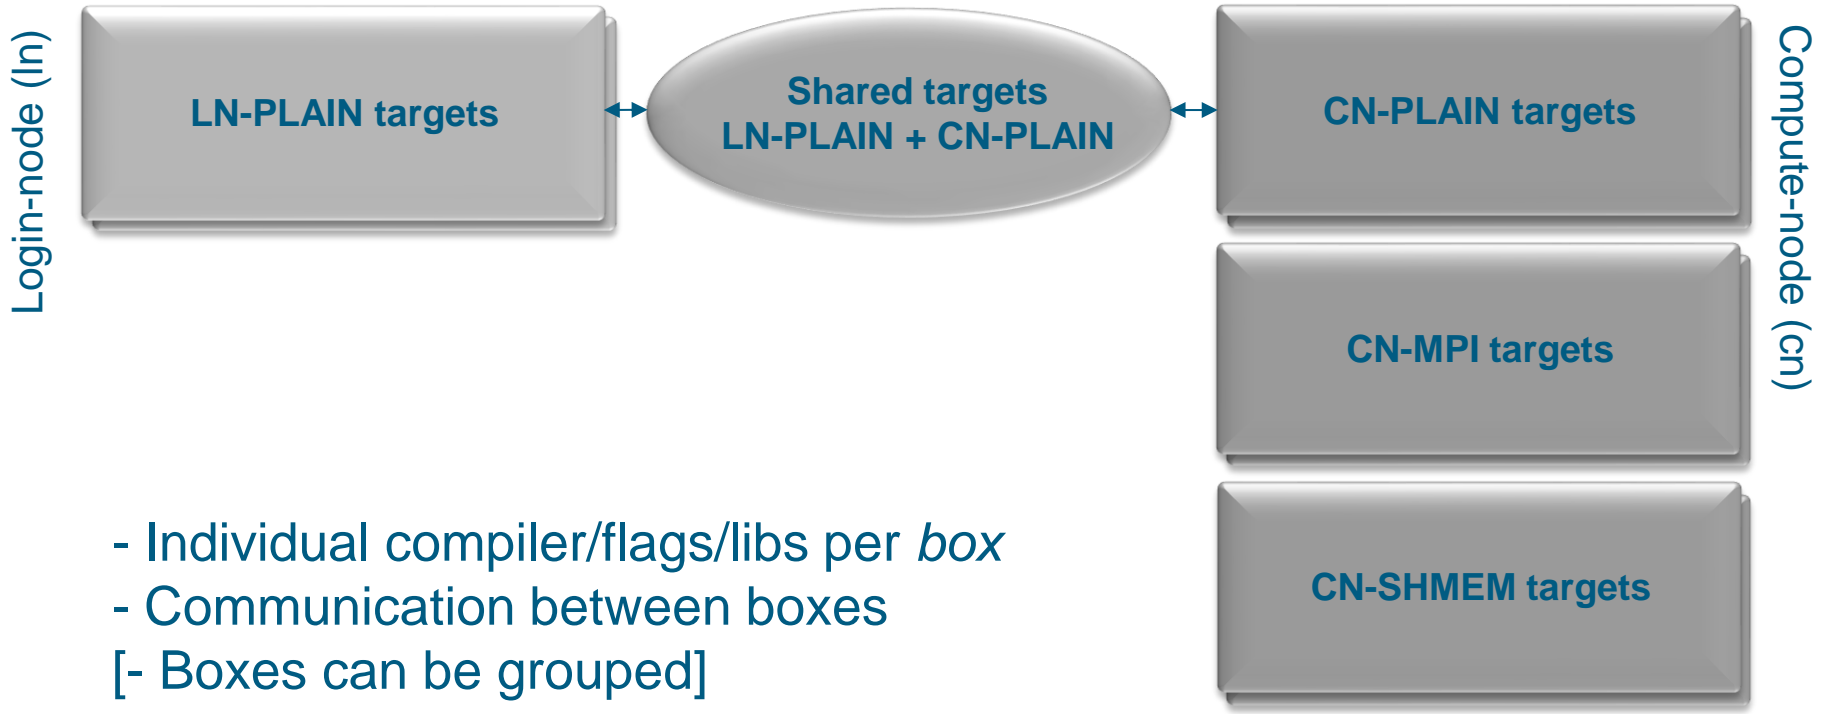 Login-node (ln)
LN-PLAIN targets
Shared targets
LN-PLAIN + CN-PLAIN
CN-PLAIN targets
Compute-node (cn)
CN-MPI targets
CN-SHMEM targets
- Individual compiler/flags/libs per box
- Communication between boxes
[- Boxes can be grouped]